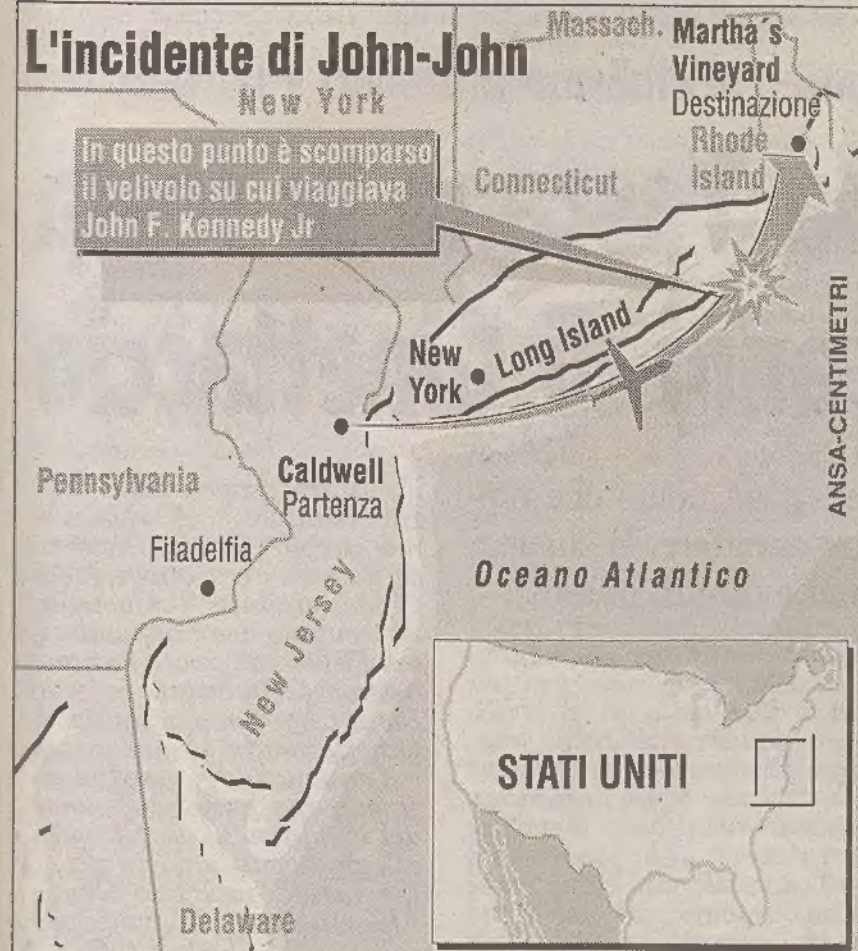 L'incidente di John-John
Massach.
Martha´s
Vineyard
Destinazione
New York
In questo punto è scomparso
il velivolo su cui viaggiava
John F. Kennedy Jr
Connecticut
Rhode
Island
New
York
Long Island
ANSA-CENTIMETRI
Caldwell
Partenza
Pennsylvania
Filadelfia
New Jersey
Oceano Atlantico
STATI UNITI
Delaware